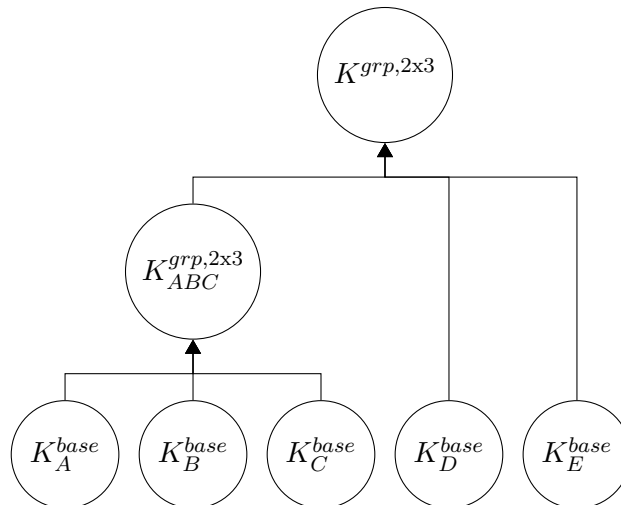 K^{grp,2x3}
K_{ABC}^{grp,2x3}
K_A^{base} K_B^{base} K_C^{base} K_D^{base} K_E^{base}